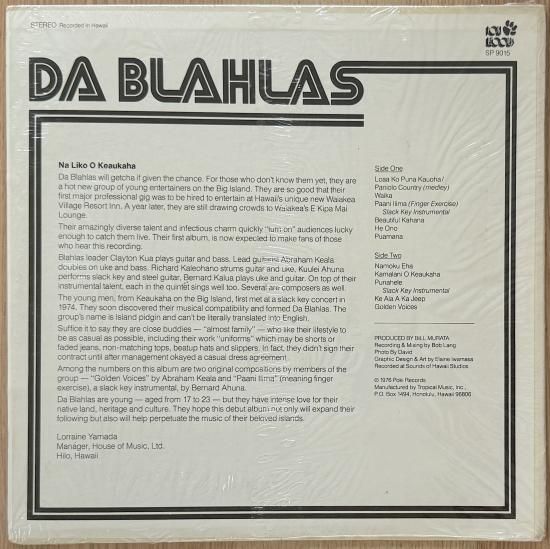 STEREO Recorded in Hawaii
POKI RECORDS
SP 9015
DA BLAHLAS
Na Liko O Keaukaha
Da Blahlas will getcha if given the chance. For those who don't know them yet, they are
a hot new group of young entertainers on the Big Island. They are so good that their
first major professional gig was to be hired to entertain at Hawaii's unique new Waiakea
Village Resort Inn. A year later, they are still drawing crowds to Waiakea's E Kipa Mai
Lounge.
Their amazingly diverse talent and infectious charm quickly "turn on" audiences lucky
enough to catch them live. Their first album, is now expected to make fans of those
who hear this recording.
Blahlas leader Clayton Kua plays guitar and bass. Lead guitarist Abraham Keala
doubles on uke and bass. Richard Kaleohano strums guitar and uke, Kuulei Ahuna
performs slack key and steel guitar, Bernard Kalua plays uke and guitar. On top of their
instrumental talent, each in the quintet sings well too. Several are composers as well.
The young men, from Keaukaha on the Big Island, first met at a slack key concert in
1974. They soon discovered their musical compatibility and formed Da Blahlas. The
group's name is Island pidgin and can't be literally translated into English.
Suffice it to say they are close buddies — "almost family" — who like their lifestyle to
be as casual as possible, including their work "uniforms" which may be shorts or
faded jeans, non-matching tops, beatup hats and slippers. In fact, they didn't sign their
contract until after management okayed a casual dress agreement.
Among the numbers on this album are two original compositions by members of the
group — "Golden Voices" by Abraham Keala and "Paani Ilima" (meaning finger
exercise), a slack key instrumental, by Bernard Ahuna.
Da Blahlas are young — aged from 17 to 23 — but they have intense love for their
native land, heritage and culture. They hope this debut album not only will expand their
following but also will help perpetuate the music of their beloved islands.
Lorraine Yamada
Manager, House of Music, Ltd.
Hilo, Hawaii
Side One
Loaa Ko Puna Kauoha/
Paniolo Country (medley)
Waika
Paani Ilima (Finger Exercise)
Slack Key Instrumental
Beautiful Kahana
He Ono
Puamana
Side Two
Namoku Eha
Kamalani O Keaukaha
Punahele
Slack Key Instrumental
Ke Ala A Ka Jeep
Golden Voices
PRODUCED BY BILL MURATA
Recording & Mixing by Bob Lang
Photo By David
Graphic Design & Art by Elaine Iwamasa
Recorded at Sounds of Hawaii Studios
© 1976 Poki Records
Manufactured by Tropical Music, Inc.,
P.O. Box 1494, Honolulu, Hawaii 96806